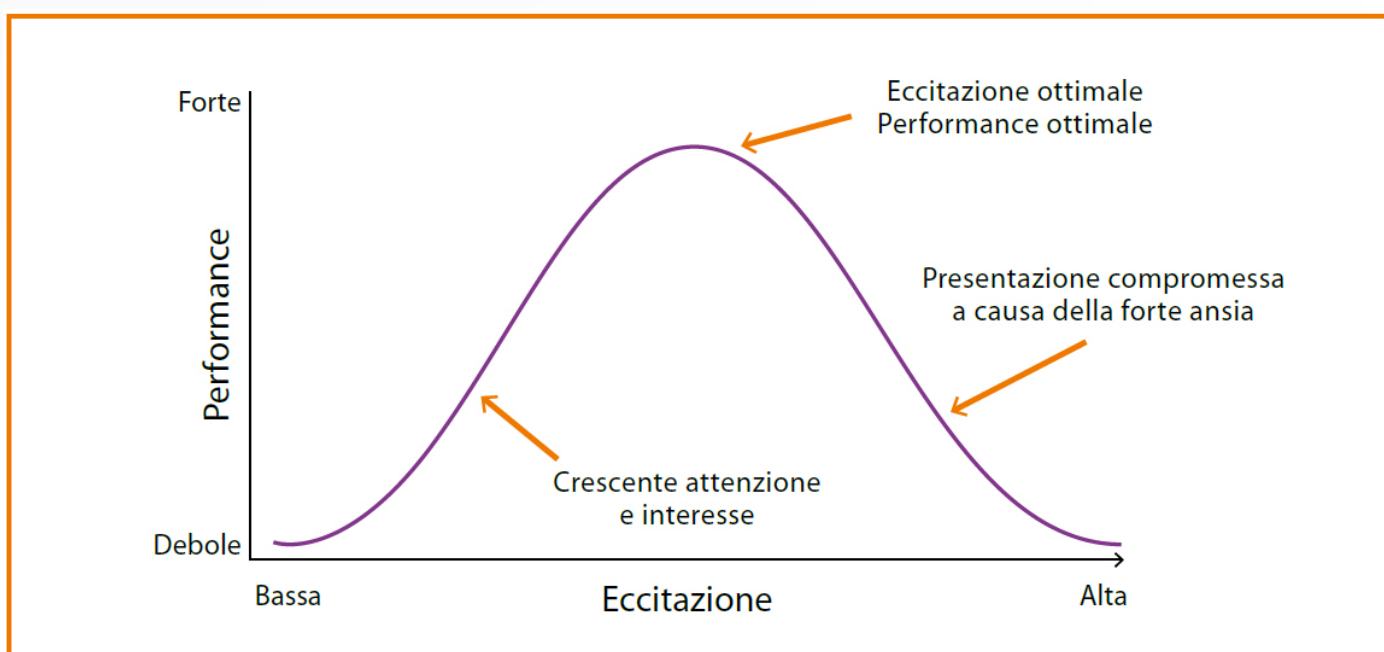 Forte
Eccitazione ottimale
Performance ottimale
Performance
Presentazione compromessa
a causa della forte ansia
Crescente attenzione
e interesse
Debole
Bassa
Eccitazione
Alta